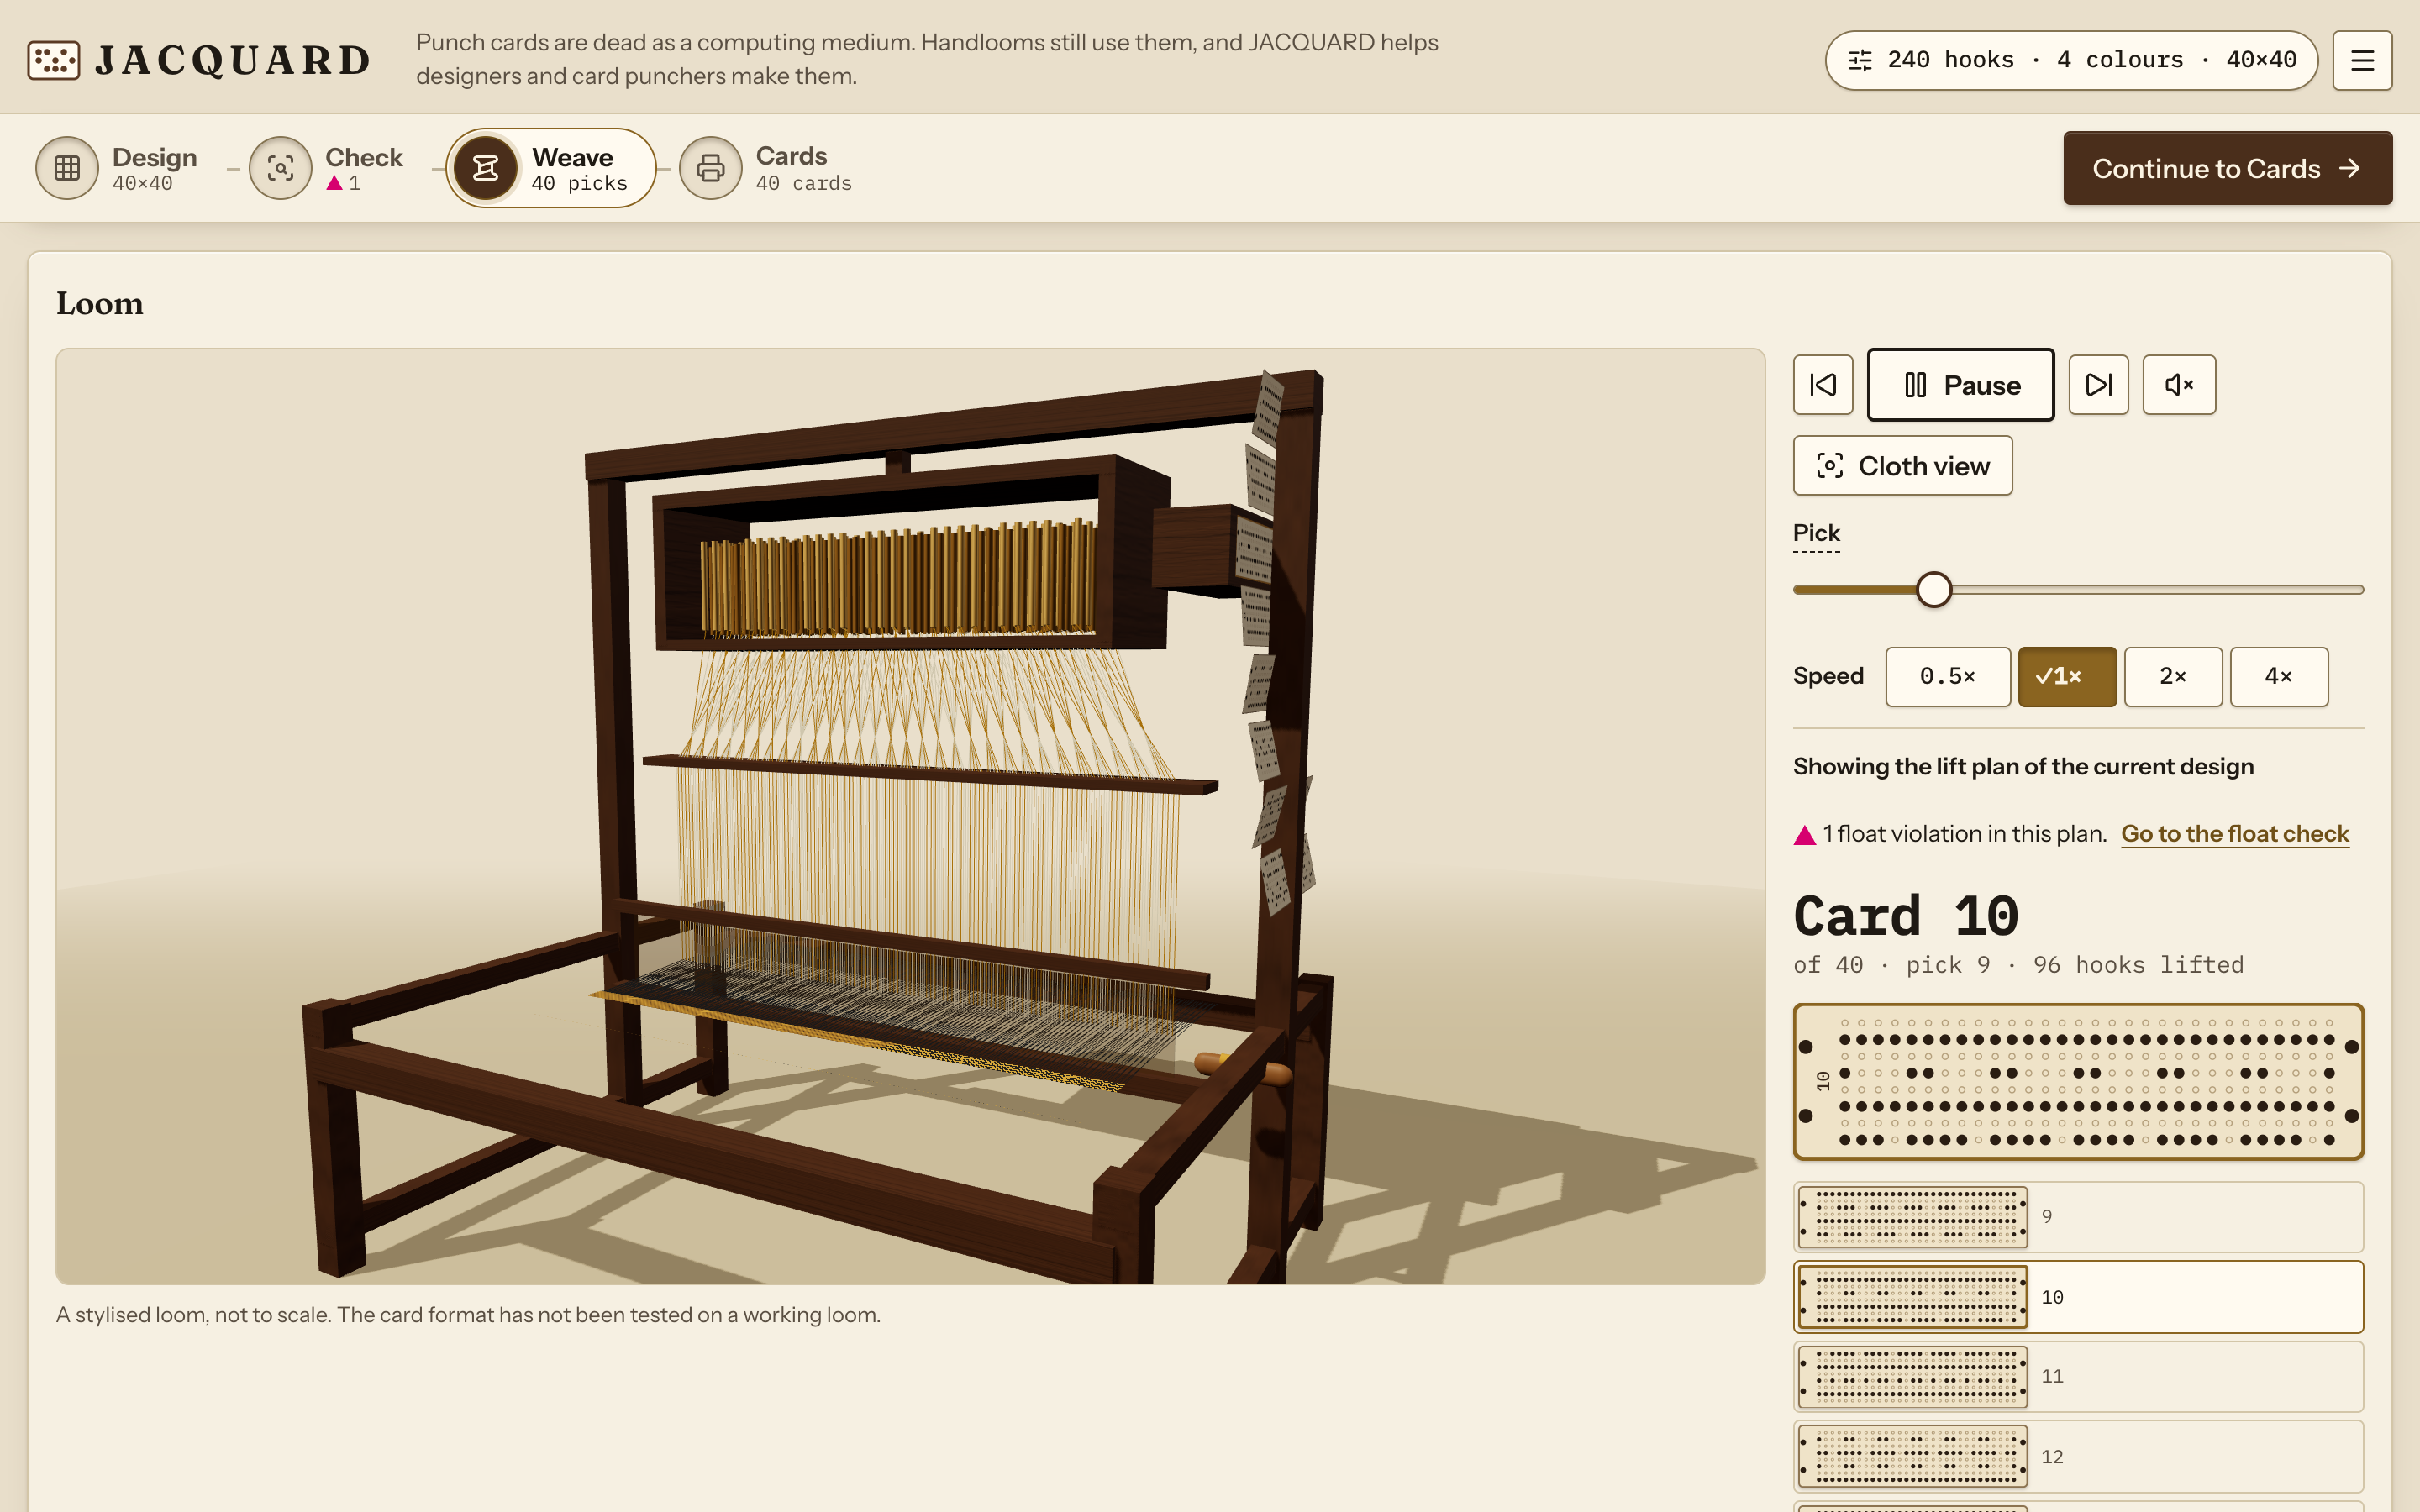 JACQUARD
Punch cards are dead as a computing medium. Handlooms still use them, and JACQUARD helps
designers and card punchers make them.
240 hooks · 4 colours · 40×40
Design
40×40
Check
1
Weave
40 picks
Cards
40 cards
Continue to Cards
Loom
Pause
Cloth view
Pick
Speed
0.5×
1×
2×
4×
Showing the lift plan of the current design
1 float violation in this plan. Go to the float check
Card 10
of 40 · pick 9 · 96 hooks lifted
10
9
10
11
12
A stylised loom, not to scale. The card format has not been tested on a working loom.